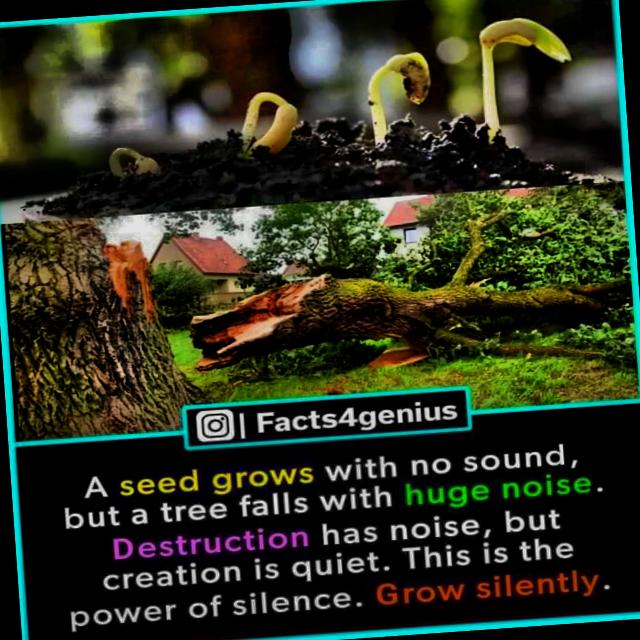 | Facts4genius
A seed grows with no sound,
but a tree falls with huge noise.
Destruction has noise, but
creation is quiet. This is the
power of silence. Grow silently.